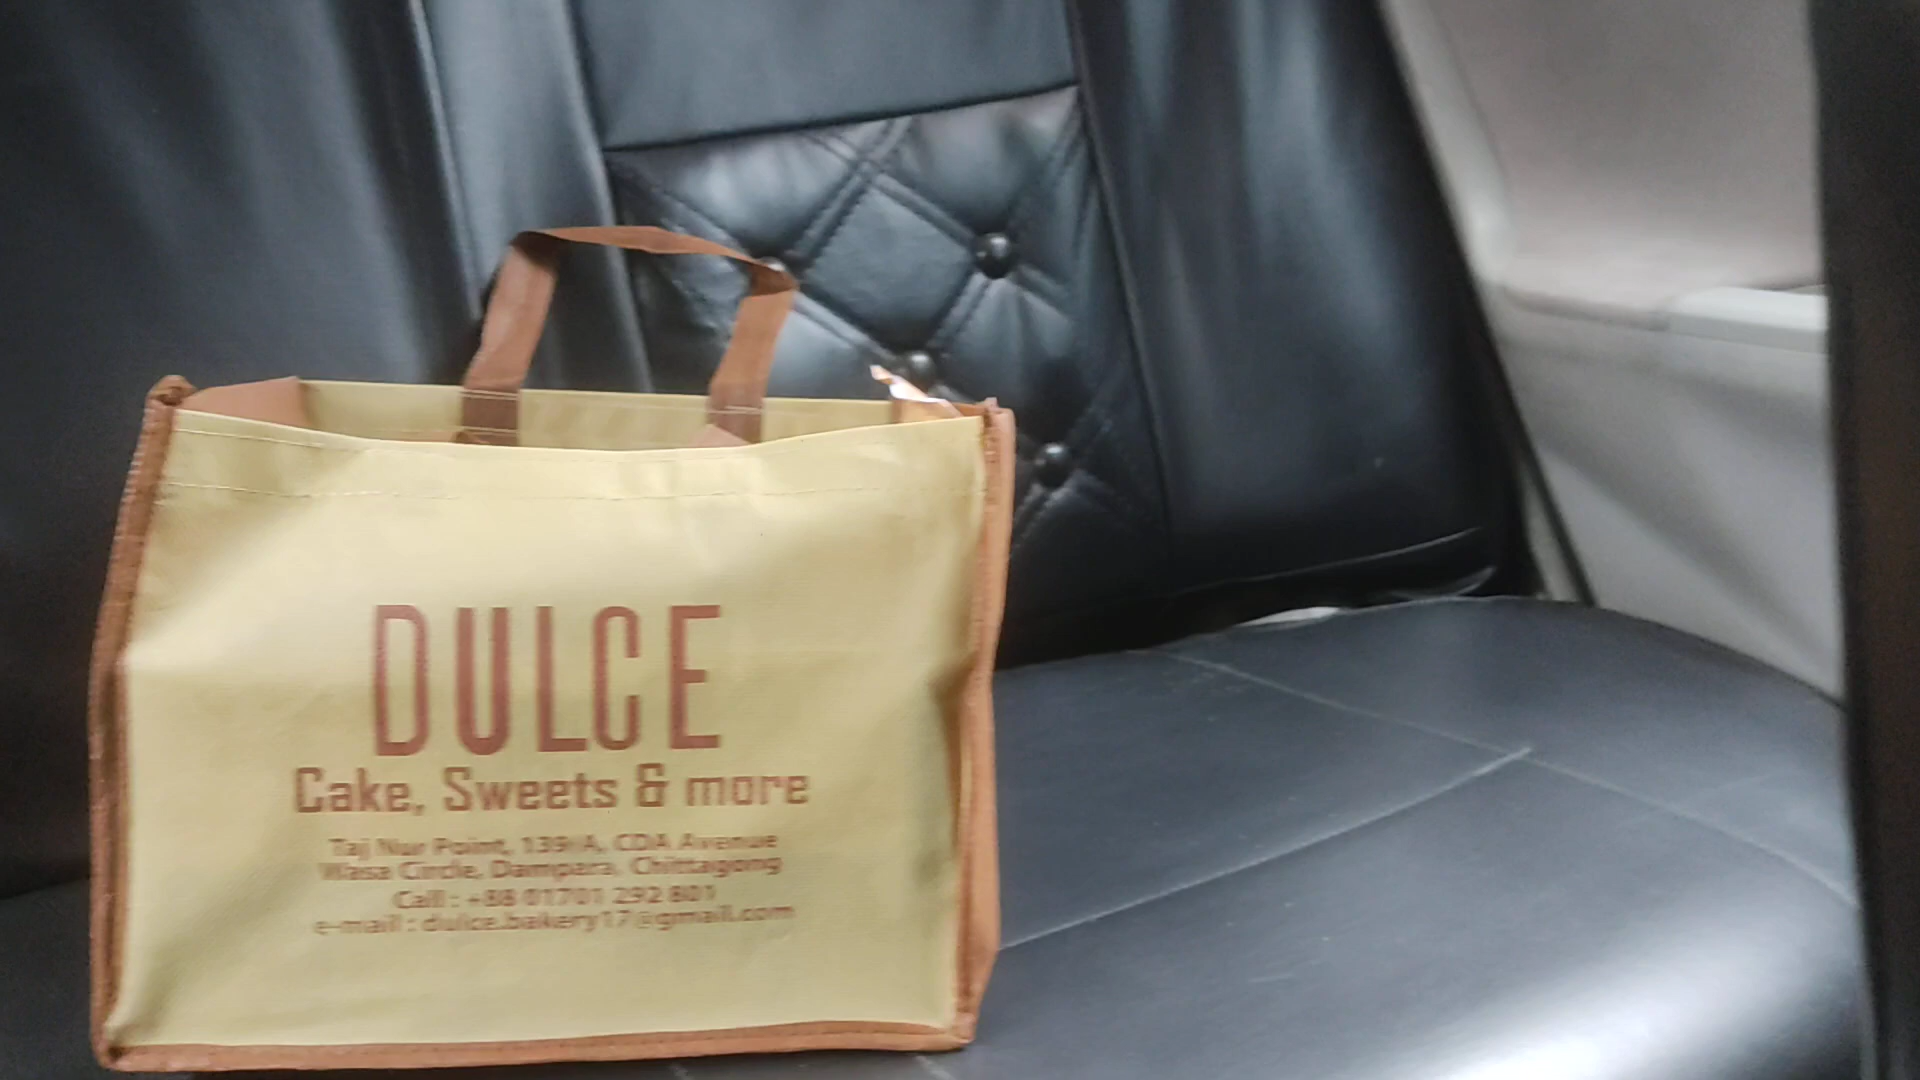 DULCE
Cake, Sweets & more
Taj Nur Point, 139/A, CDA Avenue
Wasa Circle, Dampara, Chittagong
Call : +88 01701 292 801
e-mail : dulce.bakery17@gmail.com